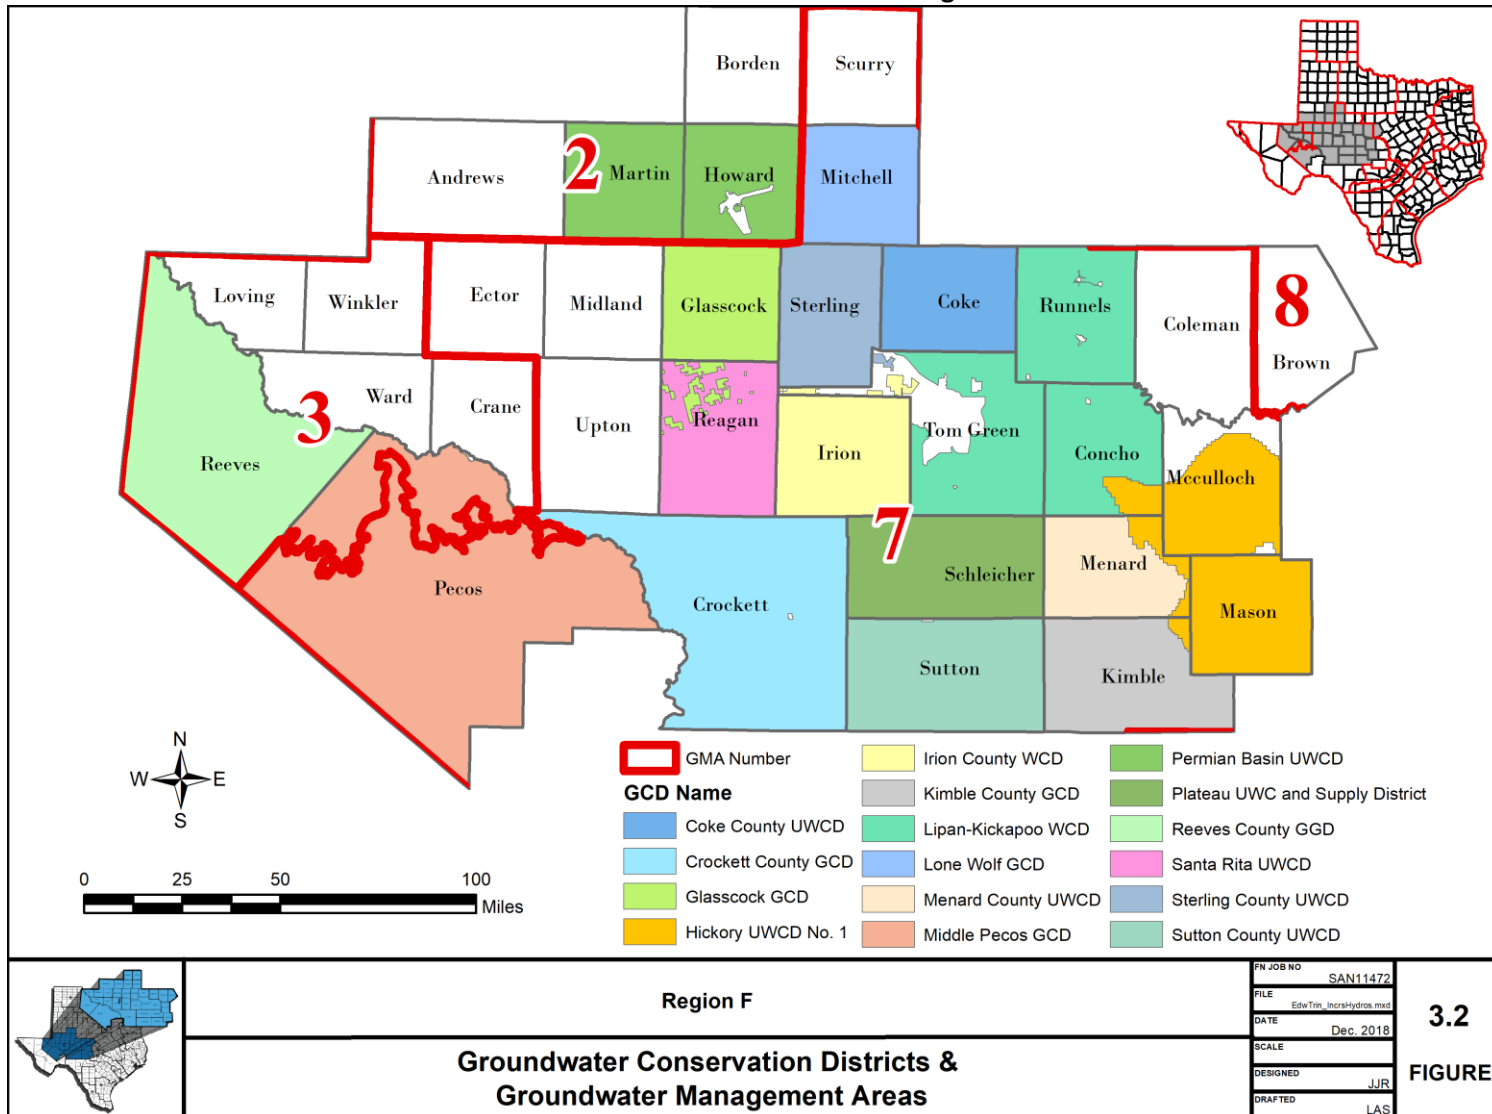 Borden
Scurry
Andrews
2
Martin
Howard
Mitchell
Loving
Winkler
Ector
Midland
Glasscock
Sterling
Coke
Runnels
Coleman
8
Brown
3
Ward
Crane
Upton
Reagan
Irion
Tom Green
Concho
Mcculloch
Reeves
7
Pecos
Crockett
Schleicher
Menard
Mason
Sutton
Kimble
N
W
E
S
0
25
50
100
Miles
GMA Number
GCD Name
Coke County UWCD
Crockett County GCD
Glasscock GCD
Hickory UWCD No. 1
Irion County WCD
Kimble County GCD
Lipan-Kickapoo WCD
Lone Wolf GCD
Menard County UWCD
Middle Pecos GCD
Permian Basin UWCD
Plateau UWC and Supply District
Reeves County GGD
Santa Rita UWCD
Sterling County UWCD
Sutton County UWCD
Region F
Groundwater Conservation Districts &
Groundwater Management Areas
FN JOB NO
SAN11472
FILE
EdwTrin_IncrsHydros.mxd
DATE
Dec. 2018
SCALE
DESIGNED
JJR
DRAFTED
LAS
3.2
FIGURE